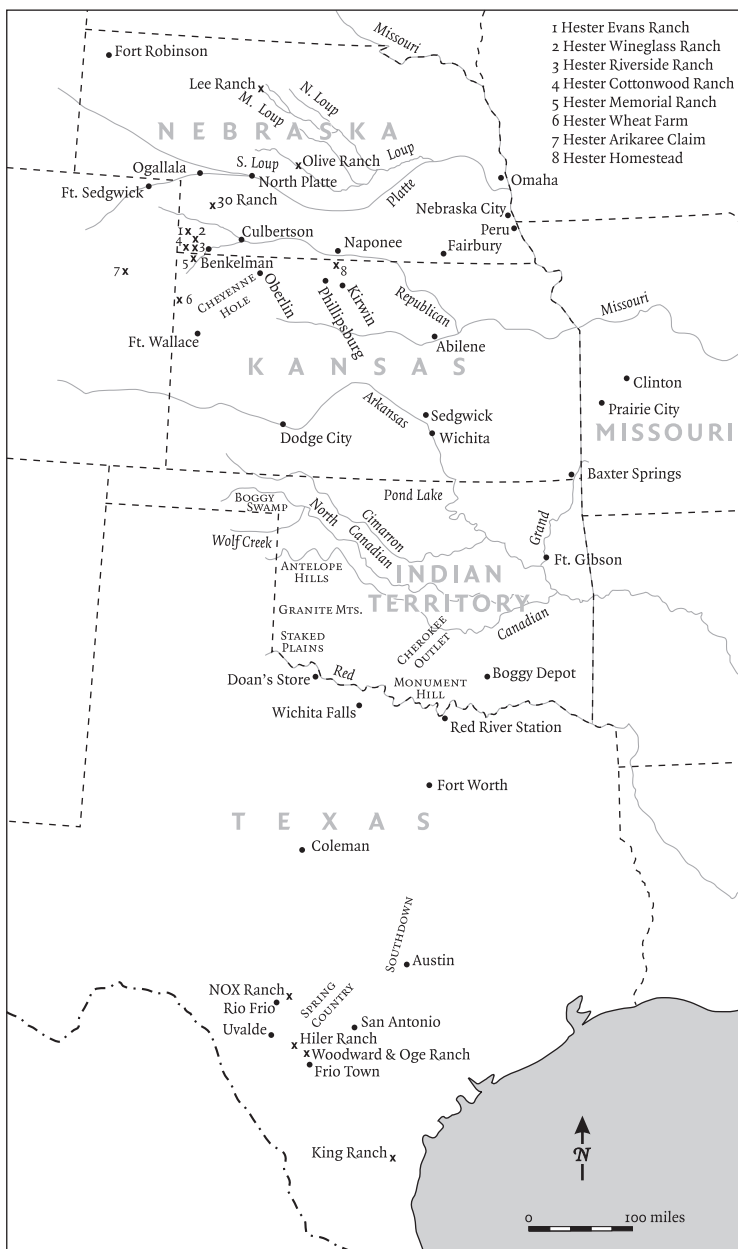 1 Hester Evans Ranch
2 Hester Wineglass Ranch
3 Hester Riverside Ranch
4 Hester Cottonwood Ranch
5 Hester Memorial Ranch
6 Hester Wheat Farm
7 Hester Arikaree Claim
8 Hester Homestead
Missouri
Fort Robinson
Lee Ranch
N. Loup
M. Loup
NEBRASKA
S. Loup
Olive Ranch
Loup
Ogallala
North Platte
Ft. Sedgwick
Platte
Omaha
30 Ranch
Nebraska City
Peru
1
2
Culbertson
4
3
Naponee
Fairbury
5
Benkelman
7
8
6
CHEYENNE
HOLE
Oberlin
Phillipsburg
Kirwin
Republican
Missouri
Ft. Wallace
Abilene
KANSAS
Clinton
Prairie City
MISSOURI
Arkansas
Sedgwick
Dodge City
Wichita
Baxter Springs
Pond Lake
BOGGY
SWAMP
North
Canadian
Cimarron
Grand
Wolf Creek
Ft. Gibson
ANTELOPE
HILLS
INDIAN
TERRITORY
GRANITE MTS.
Canadian
STAKED
PLAINS
CHEROKEE
OUTLET
Red
Doan's Store
MONUMENT
HILL
Boggy Depot
Wichita Falls
Red River Station
Fort Worth
TEXAS
Coleman
SOUTHDOWN
Austin
NOX Ranch
Rio Frio
SPRING
COUNTRY
Uvalde
San Antonio
Hiler Ranch
Woodward & Oge Ranch
Frio Town
King Ranch
N
0 100 miles